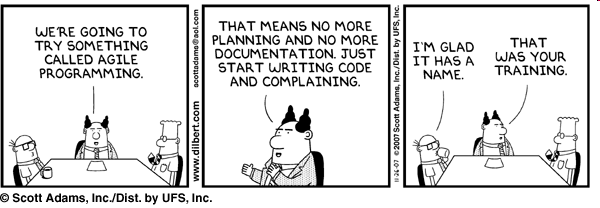 WE'RE GOING TO
TRY SOMETHING
CALLED AGILE
PROGRAMMING.
www.dilbert.com
scottadams@aol.com
THAT MEANS NO MORE
PLANNING AND NO MORE
DOCUMENTATION. JUST
START WRITING CODE
AND COMPLAINING.
11-26-07 ©2007 Scott Adams, Inc./Dist. by UFS, Inc.
I'M GLAD
IT HAS A
NAME.
THAT
WAS YOUR
TRAINING.
© Scott Adams, Inc./Dist. by UFS, Inc.